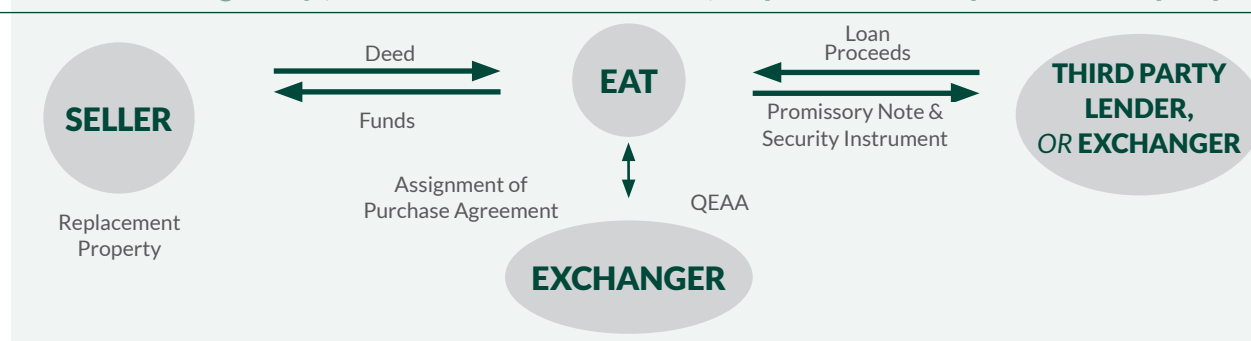 Deed
SELLER
Funds
Replacement
Property
EAT
Loan
Proceeds
Promissory Note &
Security Instrument
THIRD PARTY
LENDER,
OR EXCHANGER
Assignment of
Purchase Agreement
QEAA
EXCHANGER